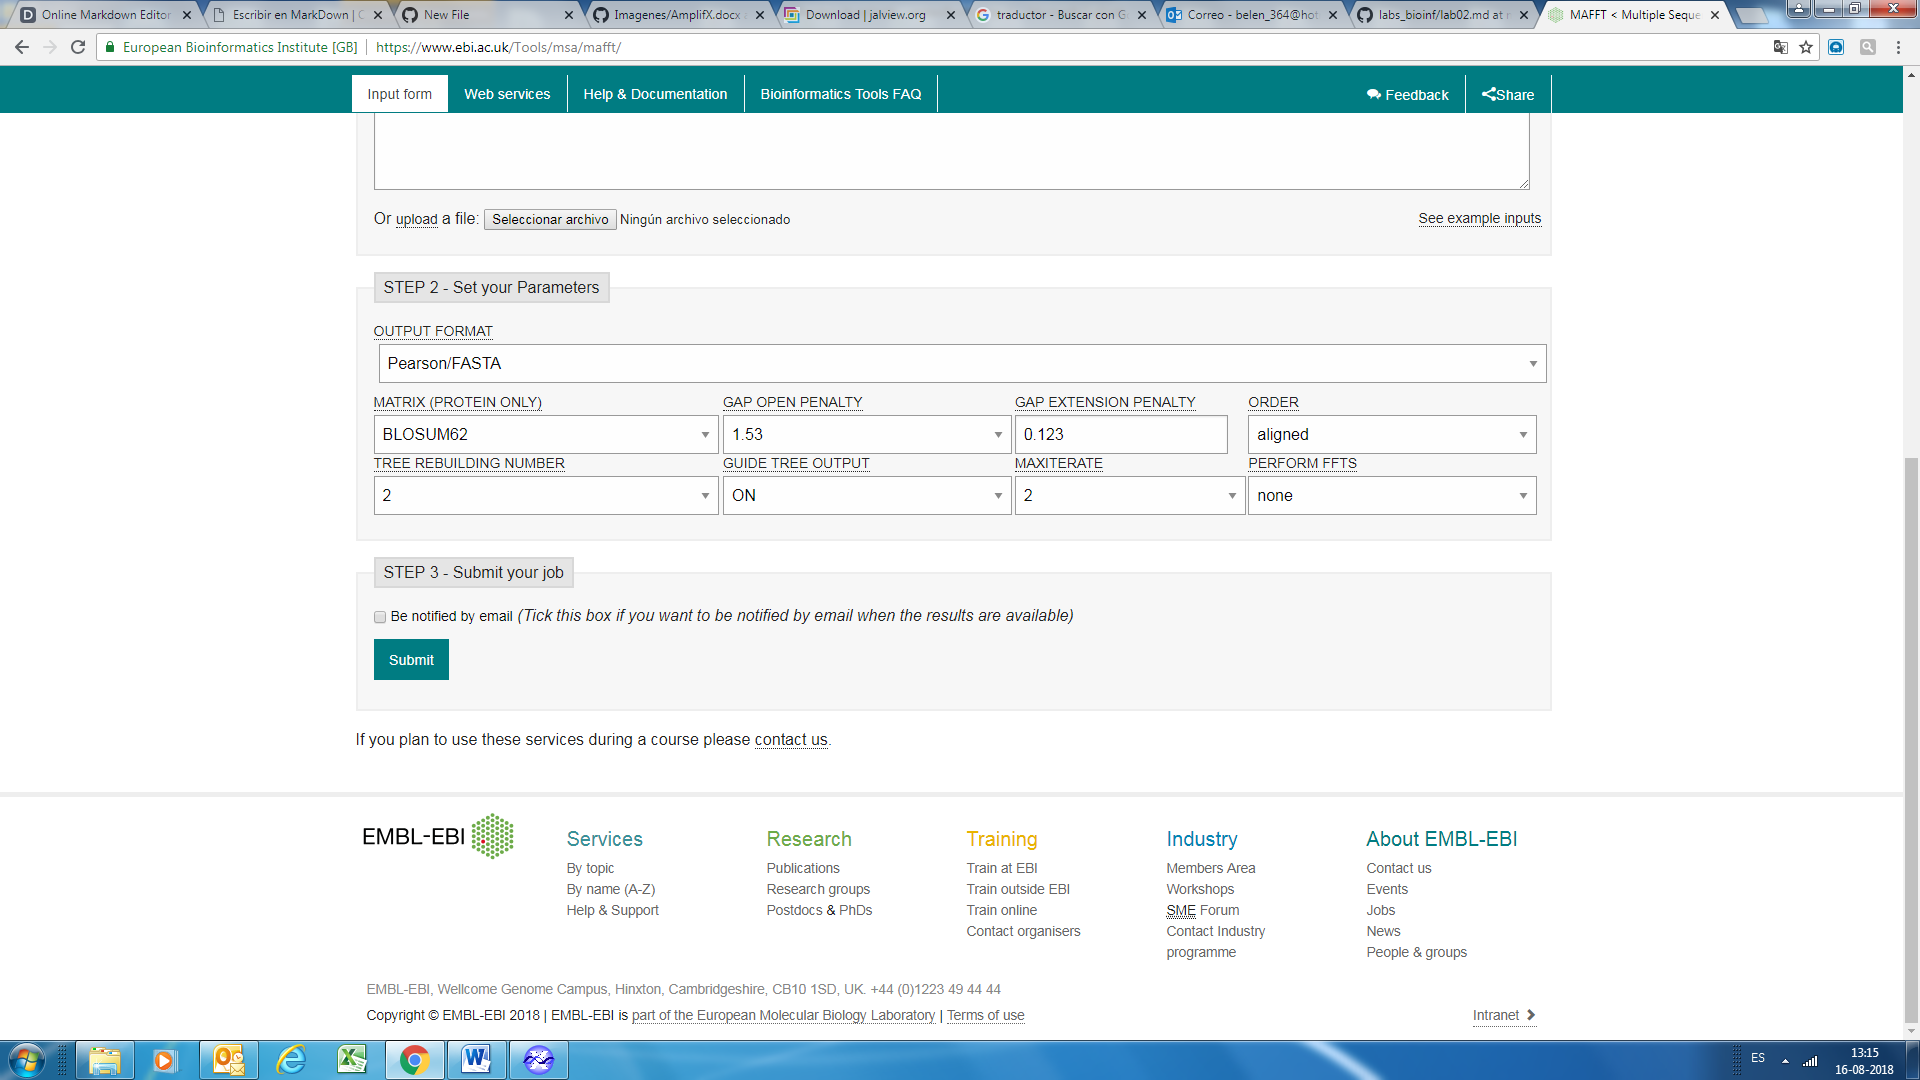 Online Markdown Editor
Escribir en MarkDown | C
New File
Imagenes/AmplifX.docx
Download | jalview.org
traductor - Buscar con G
Correo - belen_364@hot
labs_bioinf/lab02.md at
MAFFT < Multiple Seque
European Bioinformatics Institute [GB]
https://www.ebi.ac.uk/Tools/msa/mafft/
Input form
Web services
Help & Documentation
Bioinformatics Tools FAQ
Feedback
Share
Or upload a file: Seleccionar archivo Ningún archivo seleccionado
See example inputs
STEP 2 - Set your Parameters
OUTPUT FORMAT
Pearson/FASTA
MATRIX (PROTEIN ONLY) GAP OPEN PENALTY GAP EXTENSION PENALTY ORDER
BLOSUM62 1.53 0.123 aligned
TREE REBUILDING NUMBER GUIDE TREE OUTPUT MAXITERATE PERFORM FFTS
2 ON 2 none
STEP 3 - Submit your job
Be notified by email (Tick this box if you want to be notified by email when the results are available)
Submit
If you plan to use these services during a course please contact us.
EMBL-EBI
Services
By topic
By name (A-Z)
Help & Support
Research
Publications
Research groups
Postdocs & PhDs
Training
Train at EBI
Train outside EBI
Train online
Contact organisers
Industry
Members Area
Workshops
SME Forum
Contact Industry
programme
About EMBL-EBI
Contact us
Events
Jobs
News
People & groups
EMBL-EBI, Wellcome Genome Campus, Hinxton, Cambridgeshire, CB10 1SD, UK. +44 (0)1223 49 44 44
Copyright © EMBL-EBI 2018 | EMBL-EBI is part of the European Molecular Biology Laboratory | Terms of use
Intranet
ES
13:15
16-08-2018